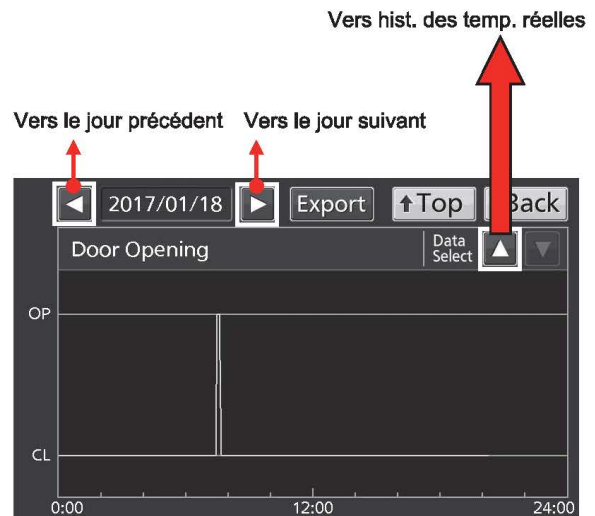 Vers hist. des temp. réelles
Vers le jour précédent Vers le jour suivant
◀ 2017/01/18 ▶ Export ↑Top Back
Door Opening Data Select ▲ ▼
OP
CL
0:00 12:00 24:00